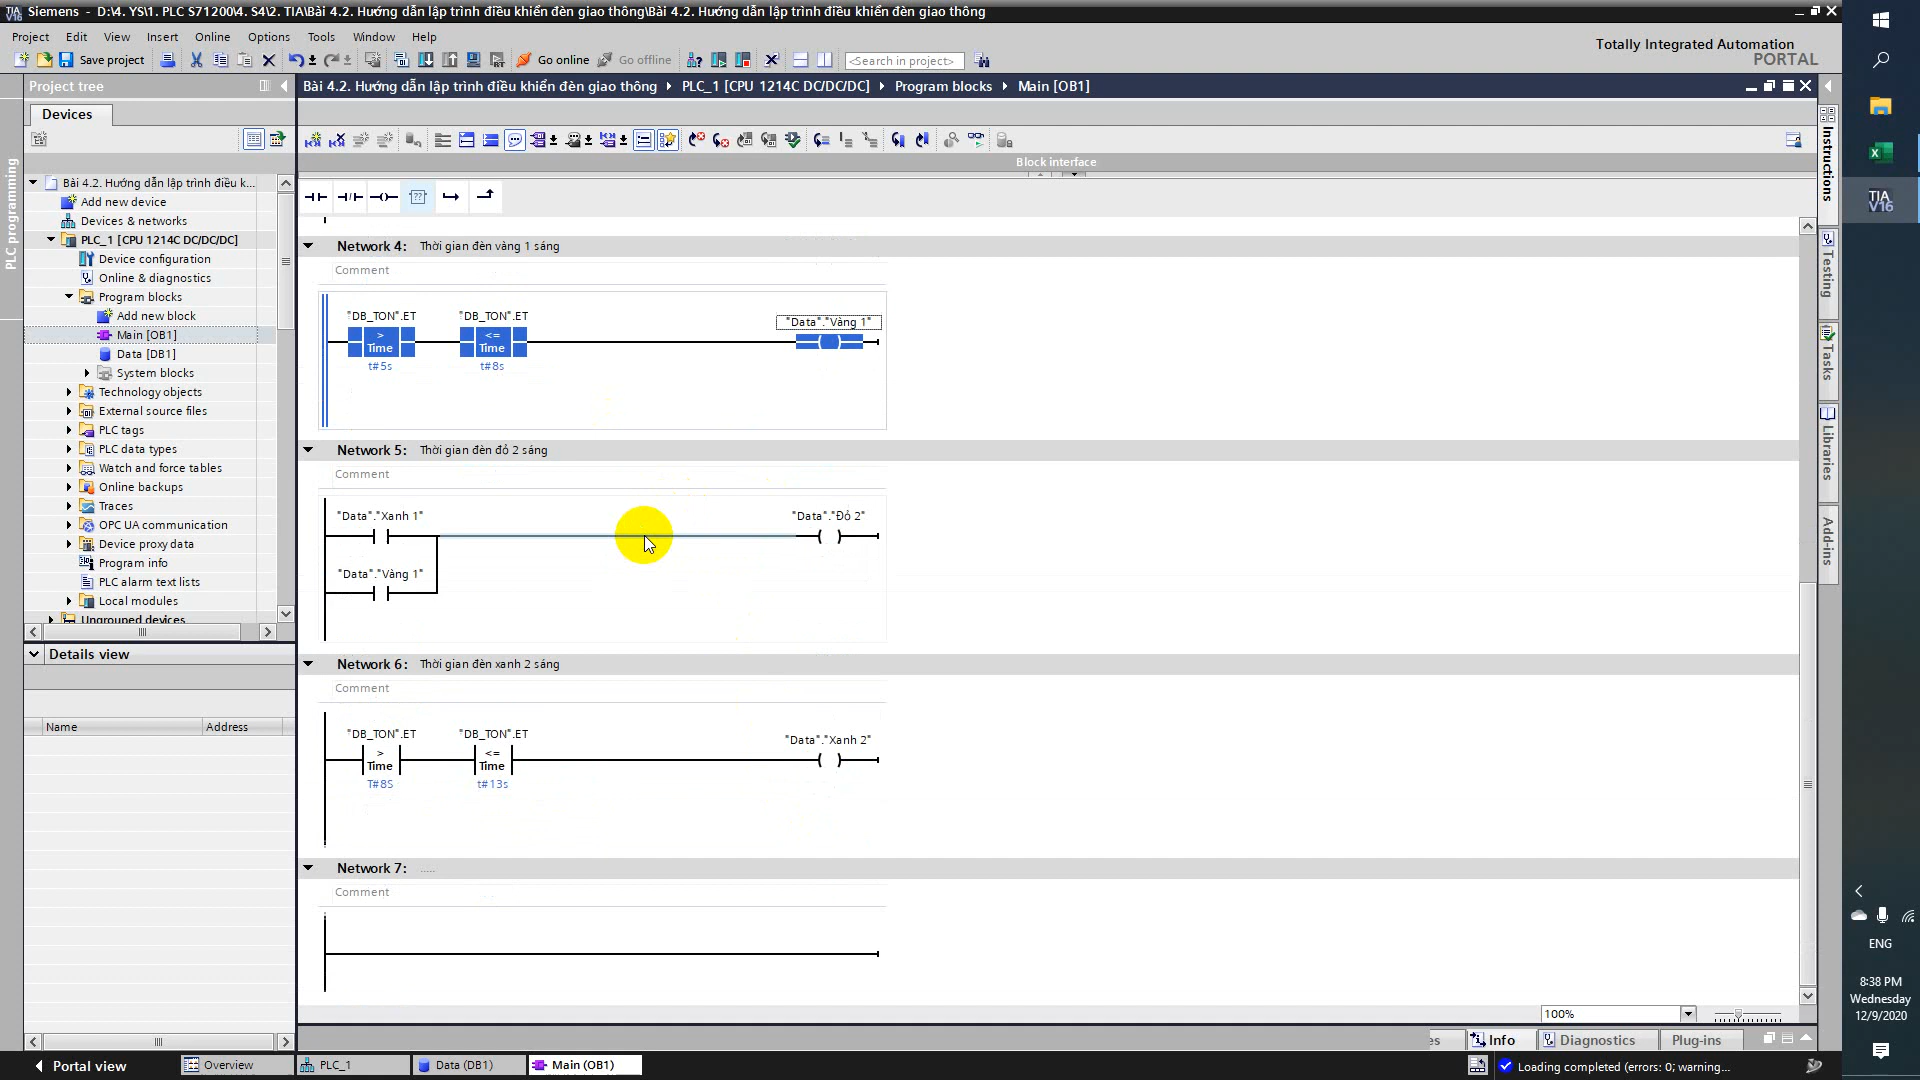 Siemens  -  D:\4. YS\1. PLC S71200\4. S4\2. TIA\Bài 4.2. Hướng dẫn lập trình điều khiển đèn giao thông\Bài 4.2. Hướng dẫn lập trình điều khiển đèn giao thông
Project Edit View Insert Online Options Tools Window Help
Totally Integrated Automation
PORTAL
Save project
Go online
Go offline
<Search in project>
Project tree
Bài 4.2. Hướng dẫn lập trình điều khiển đèn giao thông
PLC_1 [CPU 1214C DC/DC/DC]
Program blocks
Main [OB1]
Devices
PLC programming
Block interface
Bài 4.2. Hướng dẫn lập trình điều k...
Add new device
Devices & networks
PLC_1 [CPU 1214C DC/DC/DC]
Device configuration
Online & diagnostics
Program blocks
Add new block
Main [OB1]
Data [DB1]
System blocks
Technology objects
External source files
PLC tags
PLC data types
Watch and force tables
Online backups
Traces
OPC UA communication
Device proxy data
Program info
PLC alarm text lists
Local modules
Ungrouped devices
Details view
Name Address
??
Network 4: Thời gian đèn vàng 1 sáng
Comment
"DB_TON".ET "DB_TON".ET "Data"."Vàng 1"
> <=
Time Time
t#5s t#8s
Network 5: Thời gian đèn đỏ 2 sáng
Comment
"Data"."Xanh 1" "Data"."Đỏ 2"
"Data"."Vàng 1"
Network 6: Thời gian đèn xanh 2 sáng
Comment
"DB_TON".ET "DB_TON".ET "Data"."Xanh 2"
> <=
Time Time
T#8S t#13s
Network 7: .....
Comment
100%
es
Info
Diagnostics
Plug-ins
Instructions
Testing
Tasks
Libraries
Add-ins
Portal view
Overview
PLC_1
Data (DB1)
Main (OB1)
Loading completed (errors: 0; warning...
TIA
V16
ENG
8:38 PM
Wednesday
12/9/2020